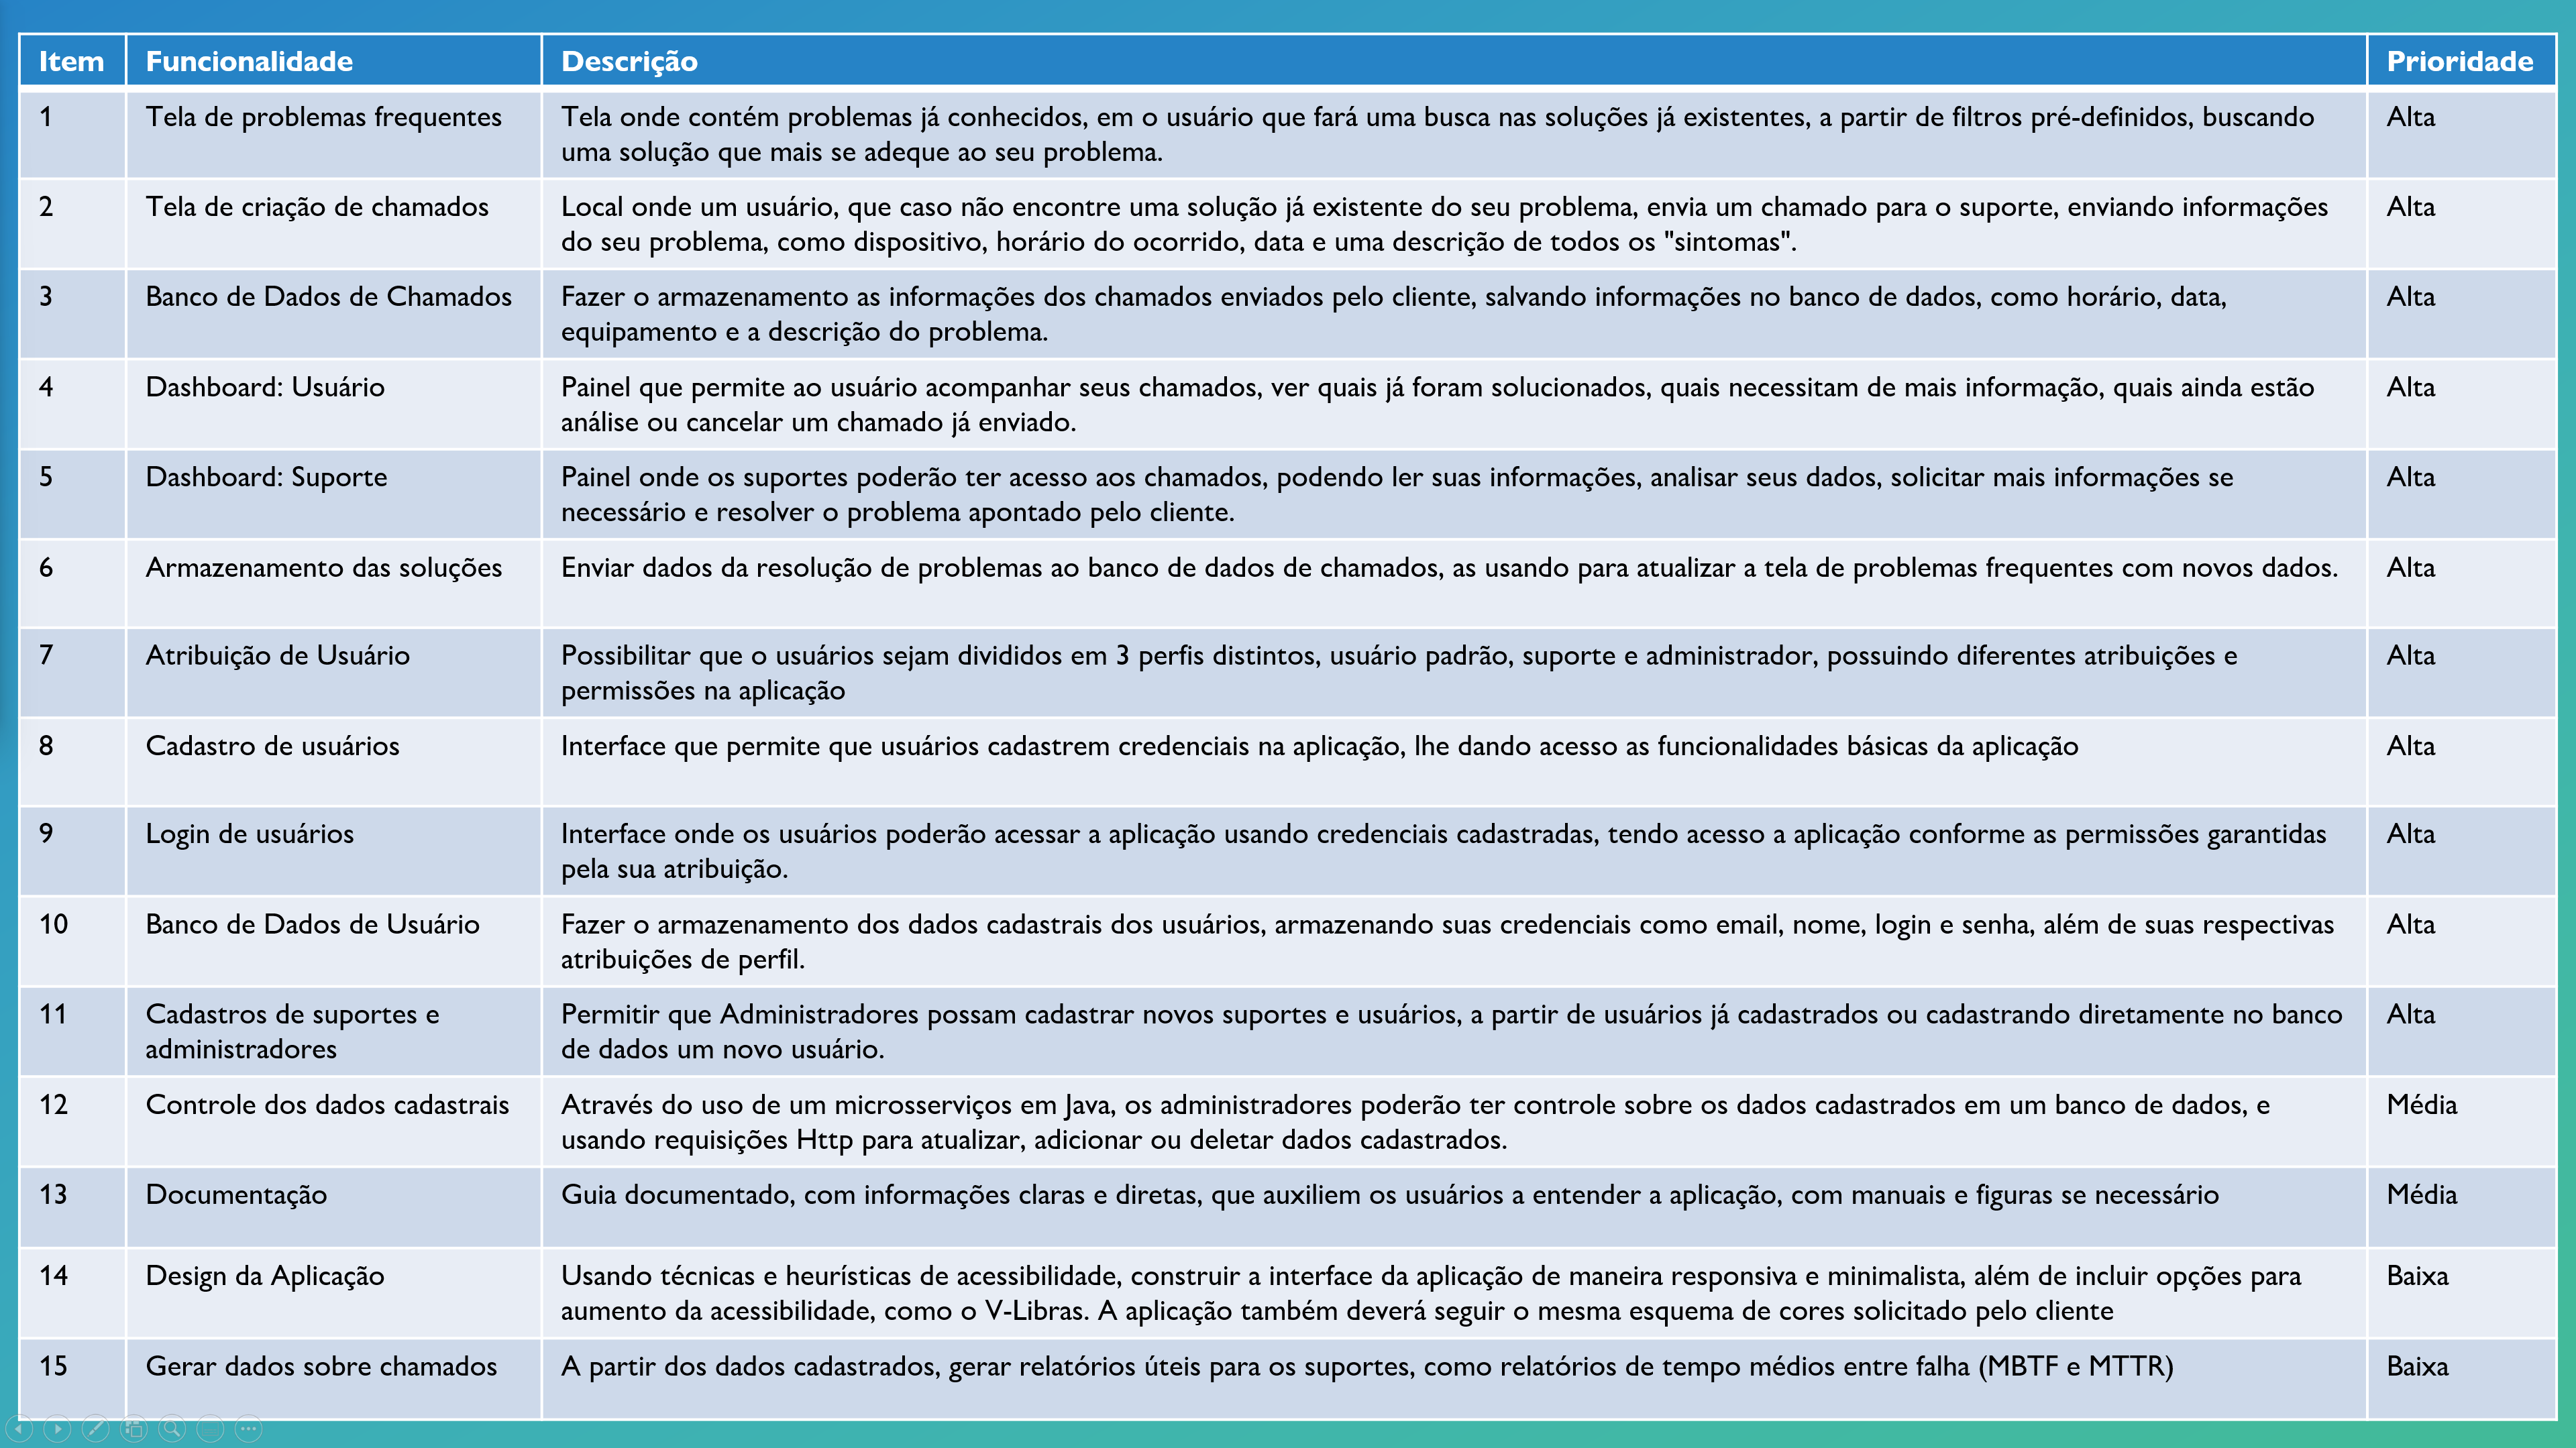 Item Funcionalidade Descrição Prioridade
1 Tela de problemas frequentes Tela onde contém problemas já conhecidos, em o usuário que fará uma busca nas soluções já existentes, a partir de filtros pré-definidos, buscando Alta
uma solução que mais se adeque ao seu problema.
2 Tela de criação de chamados Local onde um usuário, que caso não encontre uma solução já existente do seu problema, envia um chamado para o suporte, enviando informações Alta
do seu problema, como dispositivo, horário do ocorrido, data e uma descrição de todos os "sintomas".
3 Banco de Dados de Chamados Fazer o armazenamento as informações dos chamados enviados pelo cliente, salvando informações no banco de dados, como horário, data, Alta
equipamento e a descrição do problema.
4 Dashboard: Usuário Painel que permite ao usuário acompanhar seus chamados, ver quais já foram solucionados, quais necessitam de mais informação, quais ainda estão Alta
análise ou cancelar um chamado já enviado.
5 Dashboard: Suporte Painel onde os suportes poderão ter acesso aos chamados, podendo ler suas informações, analisar seus dados, solicitar mais informações se Alta
necessário e resolver o problema apontado pelo cliente.
6 Armazenamento das soluções Enviar dados da resolução de problemas ao banco de dados de chamados, as usando para atualizar a tela de problemas frequentes com novos dados. Alta
7 Atribuição de Usuário Possibilitar que o usuários sejam divididos em 3 perfis distintos, usuário padrão, suporte e administrador, possuindo diferentes atribuições e Alta
permissões na aplicação
8 Cadastro de usuários Interface que permite que usuários cadastrem credenciais na aplicação, lhe dando acesso as funcionalidades básicas da aplicação Alta
9 Login de usuários Interface onde os usuários poderão acessar a aplicação usando credenciais cadastradas, tendo acesso a aplicação conforme as permissões garantidas Alta
pela sua atribuição.
10 Banco de Dados de Usuário Fazer o armazenamento dos dados cadastrais dos usuários, armazenando suas credenciais como email, nome, login e senha, além de suas respectivas Alta
atribuições de perfil.
11 Cadastros de suportes e Permitir que Administradores possam cadastrar novos suportes e usuários, a partir de usuários já cadastrados ou cadastrando diretamente no banco Alta
administradores de dados um novo usuário.
12 Controle dos dados cadastrais Através do uso de um microsserviços em Java, os administradores poderão ter controle sobre os dados cadastrados em um banco de dados, e Média
usando requisições Http para atualizar, adicionar ou deletar dados cadastrados.
13 Documentação Guia documentado, com informações claras e diretas, que auxiliem os usuários a entender a aplicação, com manuais e figuras se necessário Média
14 Design da Aplicação Usando técnicas e heurísticas de acessibilidade, construir a interface da aplicação de maneira responsiva e minimalista, além de incluir opções para Baixa
aumento da acessibilidade, como o V-Libras. A aplicação também deverá seguir o mesma esquema de cores solicitado pelo cliente
15 Gerar dados sobre chamados A partir dos dados cadastrados, gerar relatórios úteis para os suportes, como relatórios de tempo médios entre falha (MBTF e MTTR) Baixa